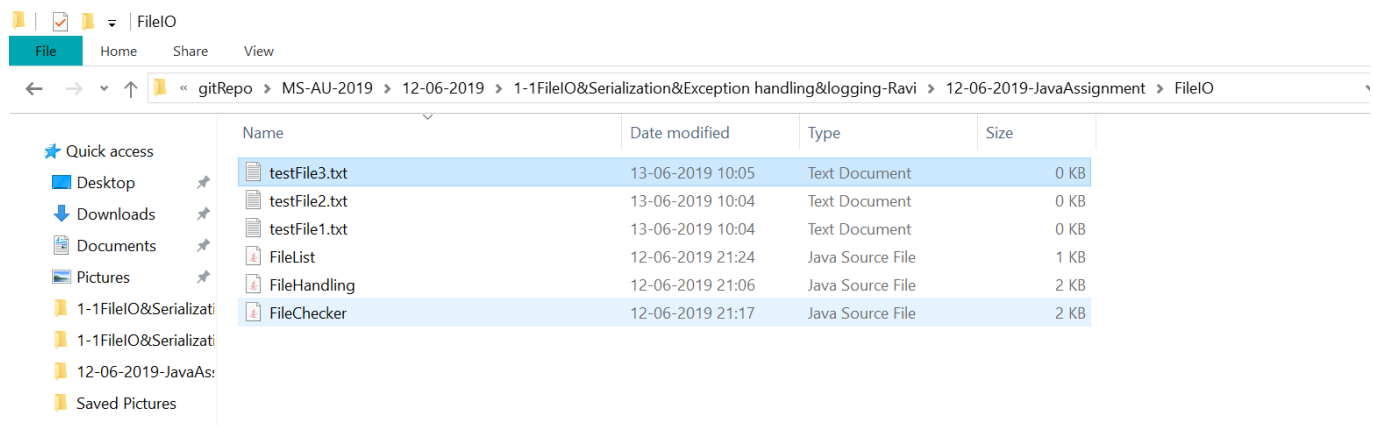 FileIO
File Home Share View
« gitRepo > MS-AU-2019 > 12-06-2019 > 1-1FileIO&Serialization&Exception handling&logging-Ravi > 12-06-2019-JavaAssignment > FileIO
Name Date modified Type Size
Quick access
Desktop
Downloads
Documents
Pictures
1-1FileIO&Serializati
1-1FileIO&Serializati
12-06-2019-JavaAs
Saved Pictures
testFile3.txt 13-06-2019 10:05 Text Document 0 KB
testFile2.txt 13-06-2019 10:04 Text Document 0 KB
testFile1.txt 13-06-2019 10:04 Text Document 0 KB
FileList 12-06-2019 21:24 Java Source File 1 KB
FileHandling 12-06-2019 21:06 Java Source File 2 KB
FileChecker 12-06-2019 21:17 Java Source File 2 KB